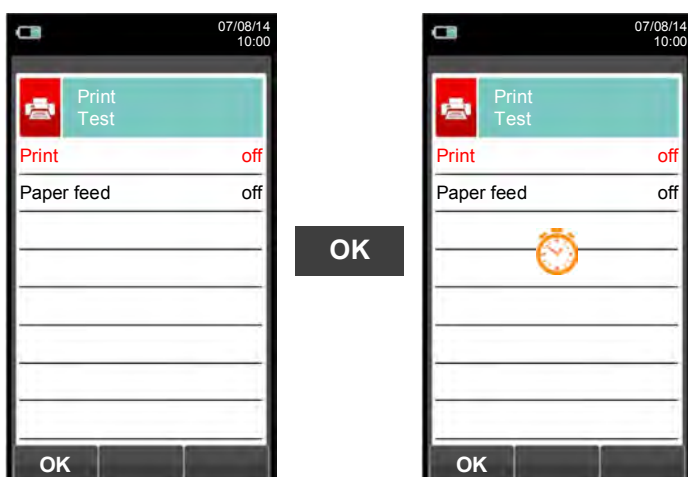 07/08/14
10:00
Print
Test
Print off
Paper feed off
OK
OK
07/08/14
10:00
Print
Test
Print off
Paper feed off
OK